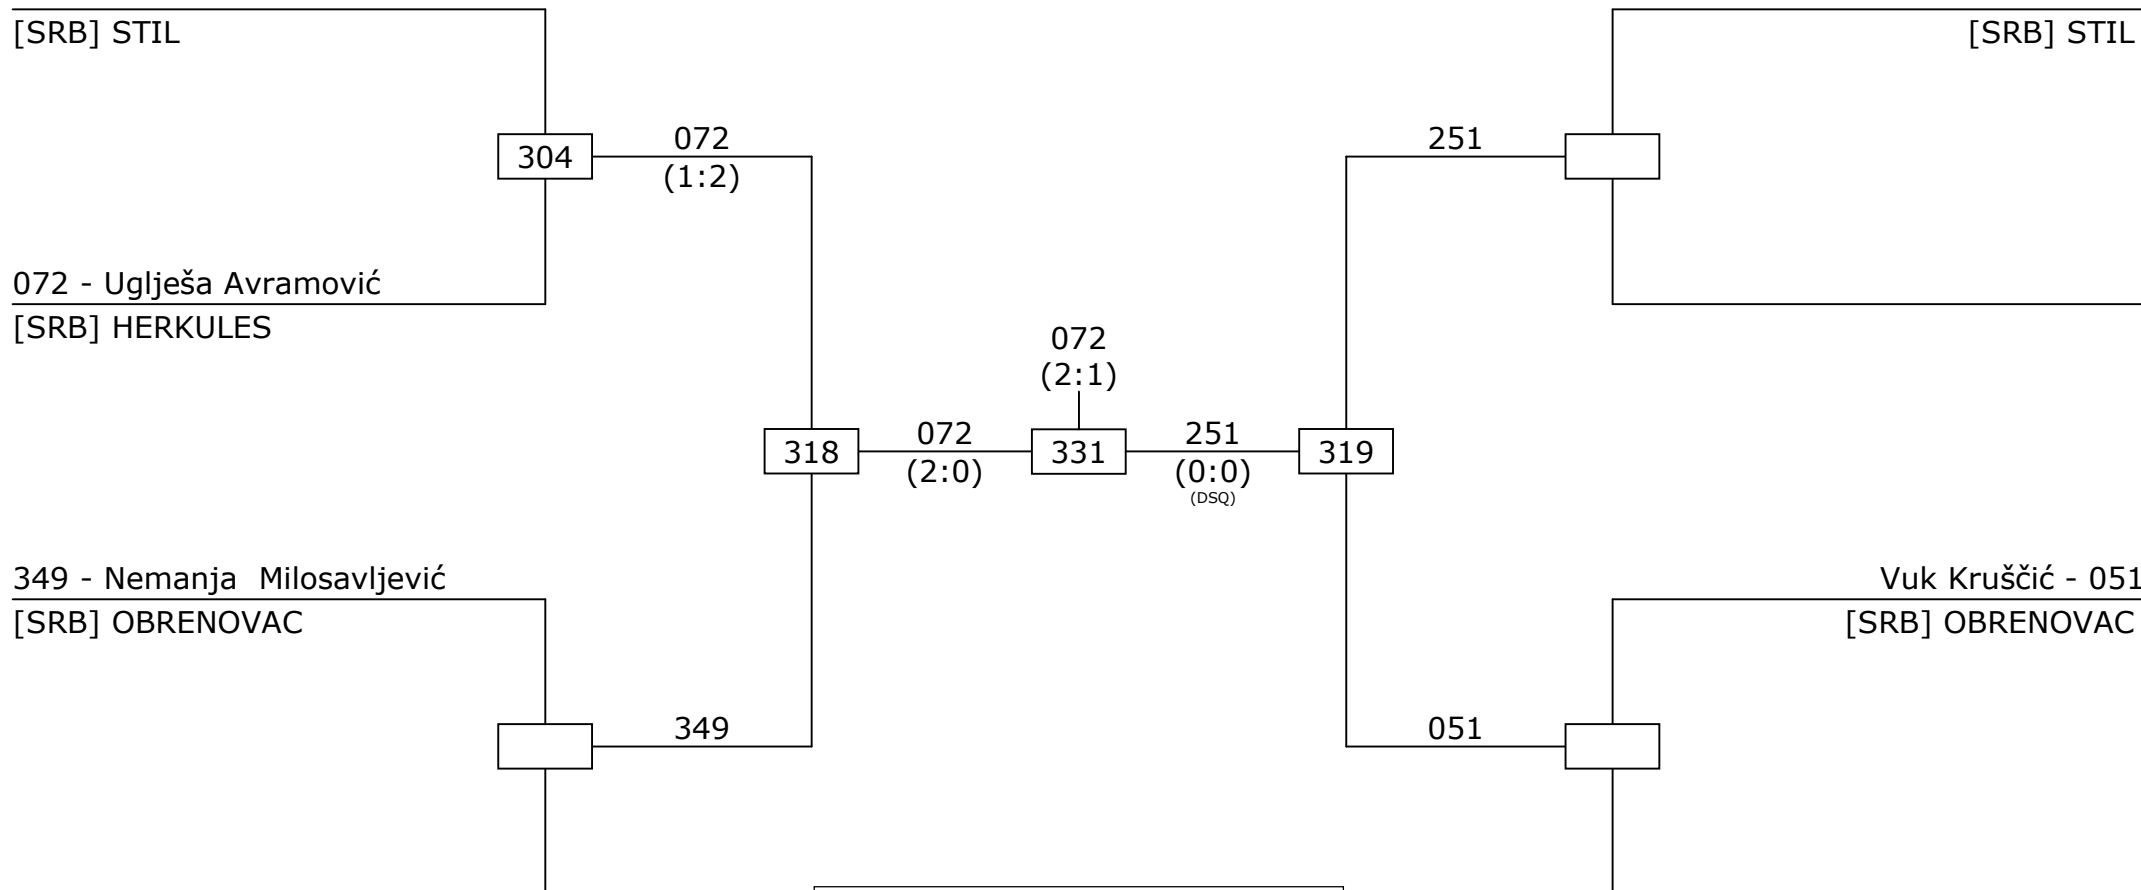 [SRB] STIL
[SRB] STIL
072
251
304
(1:2)
072 - Uglješa Avramović
[SRB] HERKULES
072
(2:1)
072
251
318
331
319
(2:0)
(0:0)
(DSQ)
349 - Nemanja  Milosavljević
Vuk Kruščić - 051
[SRB] OBRENOVAC
[SRB] OBRENOVAC
349
051